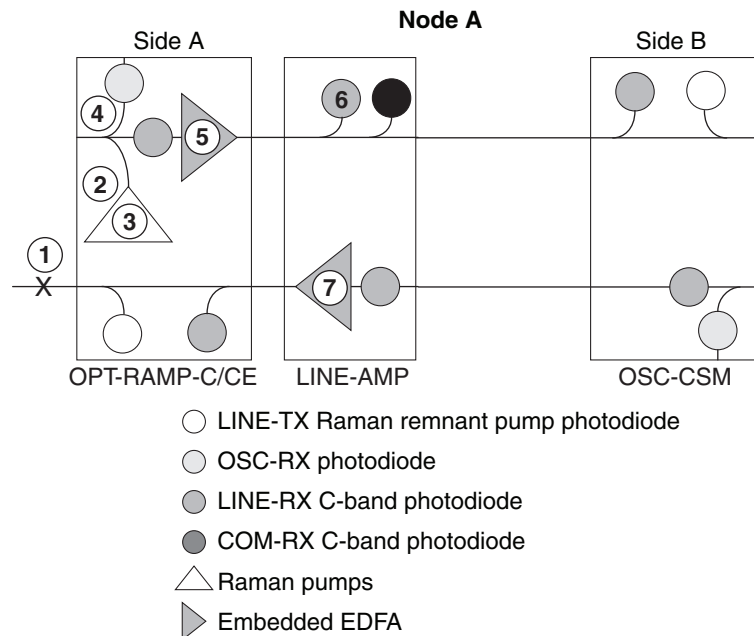 Node A
Side A
Side B
4
6
5
2
3
1
X
7
OPT-RAMP-C/CE
LINE-AMP
OSC-CSM
LINE-TX Raman remnant pump photodiode
OSC-RX photodiode
LINE-RX C-band photodiode
COM-RX C-band photodiode
Raman pumps
Embedded EDFA